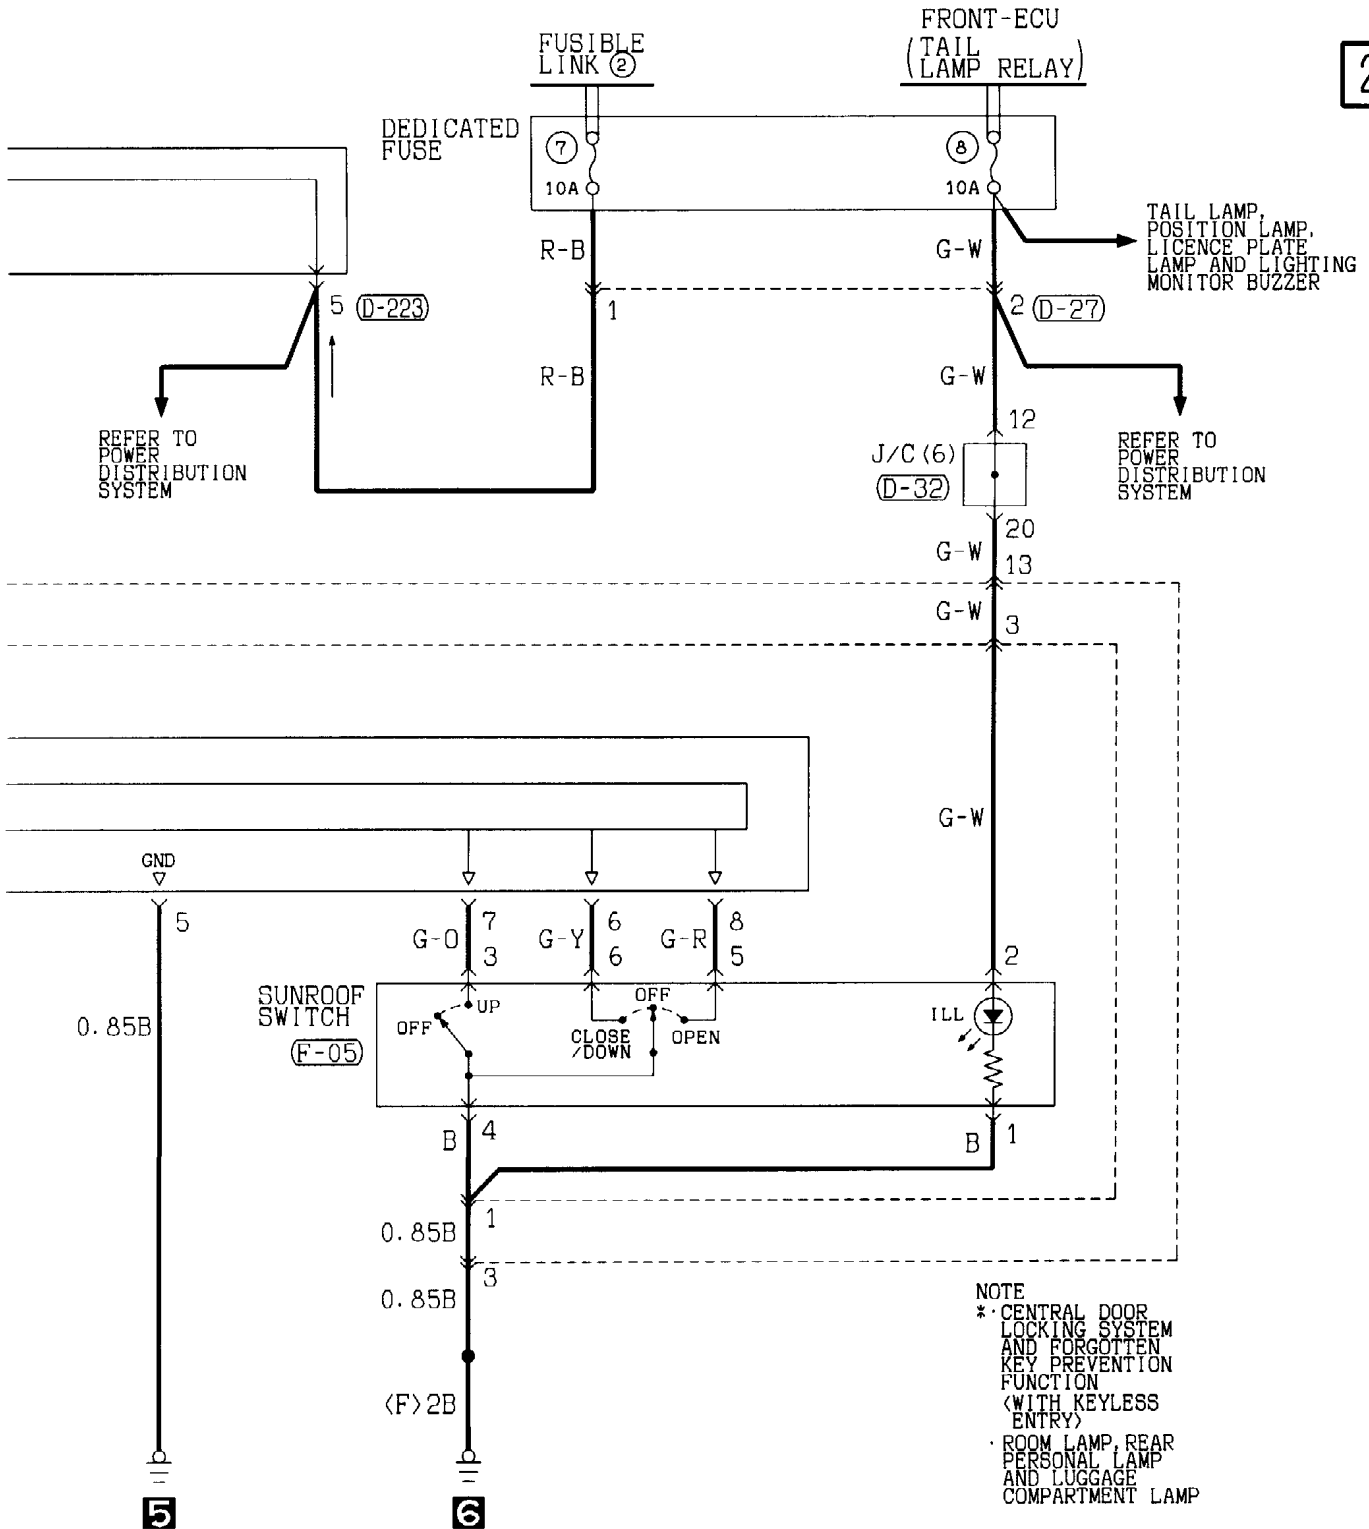 FRONT-ECU
(TAIL
LAMP RELAY)
FUSIBLE
LINK ②
2
DEDICATED
FUSE
⑦
10A
⑧
10A
TAIL LAMP,
POSITION LAMP,
LICENCE PLATE
LAMP AND LIGHTING
MONITOR BUZZER
R-B
G-W
5 (D-223)
1
2 (D-27)
R-B
G-W
REFER TO
POWER
DISTRIBUTION
SYSTEM
12
J/C(6)
(D-32)
REFER TO
POWER
DISTRIBUTION
SYSTEM
20
G-W
13
G-W
3
G-W
GND
5
7
6
8
G-O
G-Y
G-R
3
6
5
2
SUNROOF
SWITCH
(F-05)
0.85B
OFF
UP
OFF
CLOSE
/DOWN
OPEN
ILL
B
4
B
1
1
0.85B
3
0.85B
<F>2B
5
6
NOTE
*·CENTRAL DOOR
LOCKING SYSTEM
AND FORGOTTEN
KEY PREVENTION
FUNCTION
<WITH KEYLESS
ENTRY>
·ROOM LAMP, REAR
PERSONAL LAMP
AND LUGGAGE
COMPARTMENT LAMP